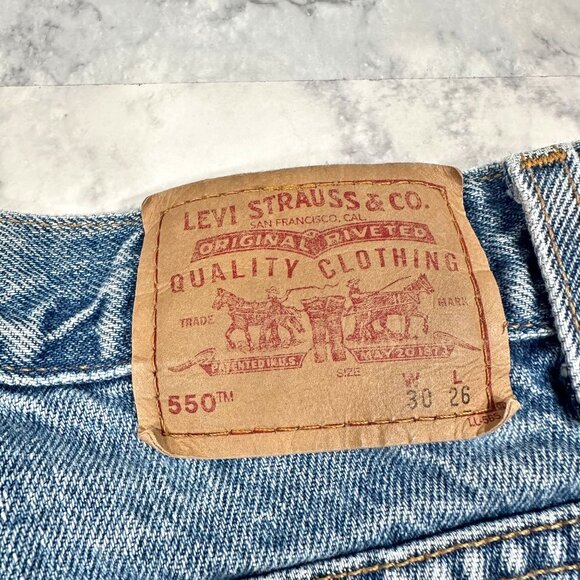 LEVI STRAUSS & CO.
SAN FRANCISCO, CAL.
ORIGINAL RIVETED
QUALITY CLOTHING
TRADE MARK
PATENTED IN U.S. MAY 20 1873
SIZE W L
550™ 30 26